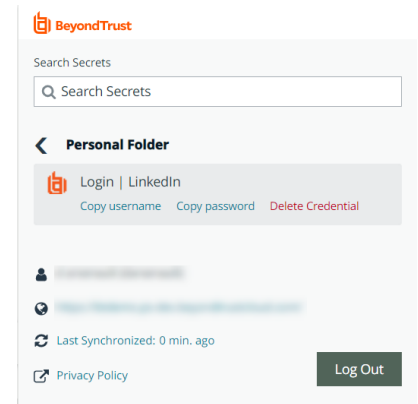 BeyondTrust
Search Secrets
Search Secrets
Personal Folder
Login | LinkedIn
Copy username Copy password Delete Credential
Last Synchronized: 0 min. ago
Log Out
Privacy Policy